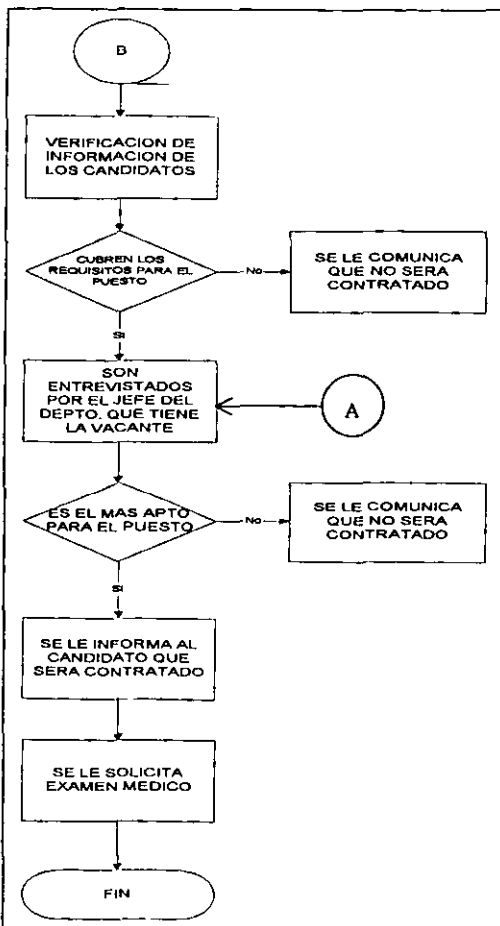 B
VERIFICACION DE
INFORMACION DE
LOS CANDIDATOS
CUBREN LOS
REQUISITOS PARA EL
PUESTO
No
SE LE COMUNICA
QUE NO SERA
CONTRATADO
SI
SON
ENTREVISTADOS
POR EL JEFE DEL
DEPTO. QUE TIENE
LA VACANTE
A
ES EL MAS APTO
PARA EL PUESTO
No
SE LE COMUNICA
QUE NO SERA
CONTRATADO
SI
SE LE INFORMA AL
CANDIDATO QUE
SERA CONTRATADO
SE LE SOLICITA
EXAMEN MEDICO
FIN